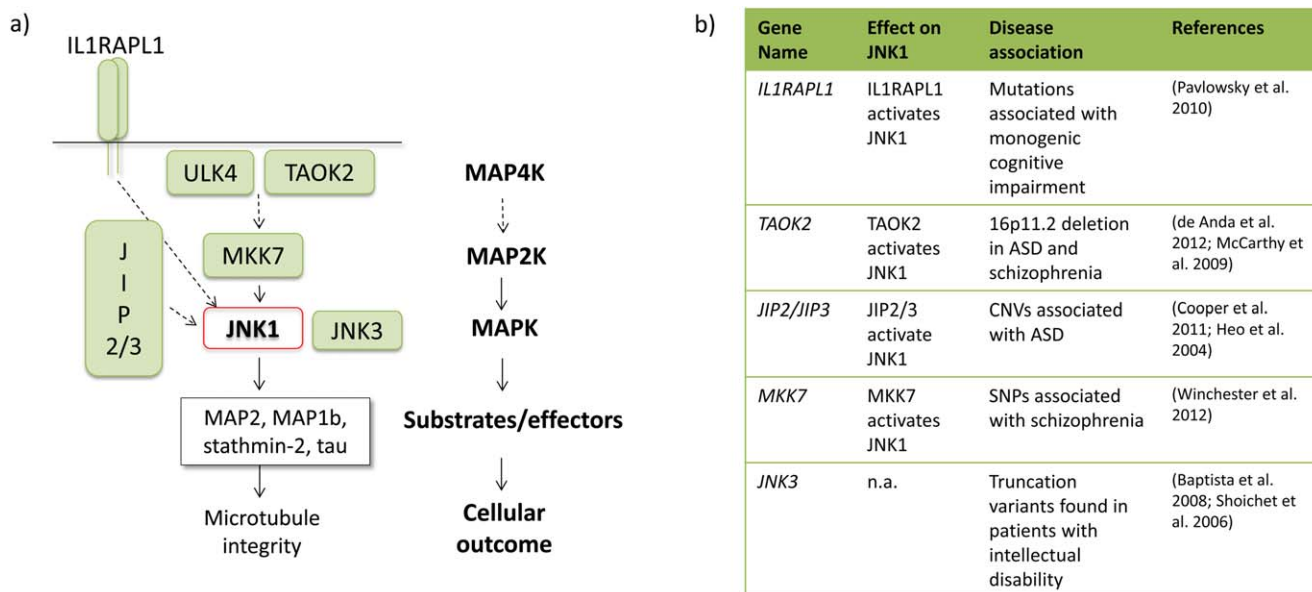 a)
IL1RAPL1
ULK4
TAOK2
MAP4K
J
I
P
2/3
MKK7
MAP2K
JNK1
JNK3
MAPK
MAP2, MAP1b,
stathmin-2, tau
Substrates/effectors
Microtubule
integrity
Cellular
outcome
b)
Gene
Name
Effect on
JNK1
Disease
association
References
IL1RAPL1
IL1RAPL1
activates
JNK1
Mutations
associated with
monogenic
cognitive
impairment
(Pavlowsky et al.
2010)
TAOK2
TAOK2
activates
JNK1
16p11.2 deletion
in ASD and
schizophrenia
(de Anda et al.
2012; McCarthy et
al. 2009)
JIP2/JIP3
JIP2/3
activate
JNK1
CNVs associated
with ASD
(Cooper et al.
2011; Heo et al.
2004)
MKK7
MKK7
activates
JNK1
SNPs associated
with schizophrenia
(Winchester et al.
2012)
JNK3
n.a.
Truncation
variants found in
patients with
intellectual
disability
(Baptista et al.
2008; Shoichet et
al. 2006)